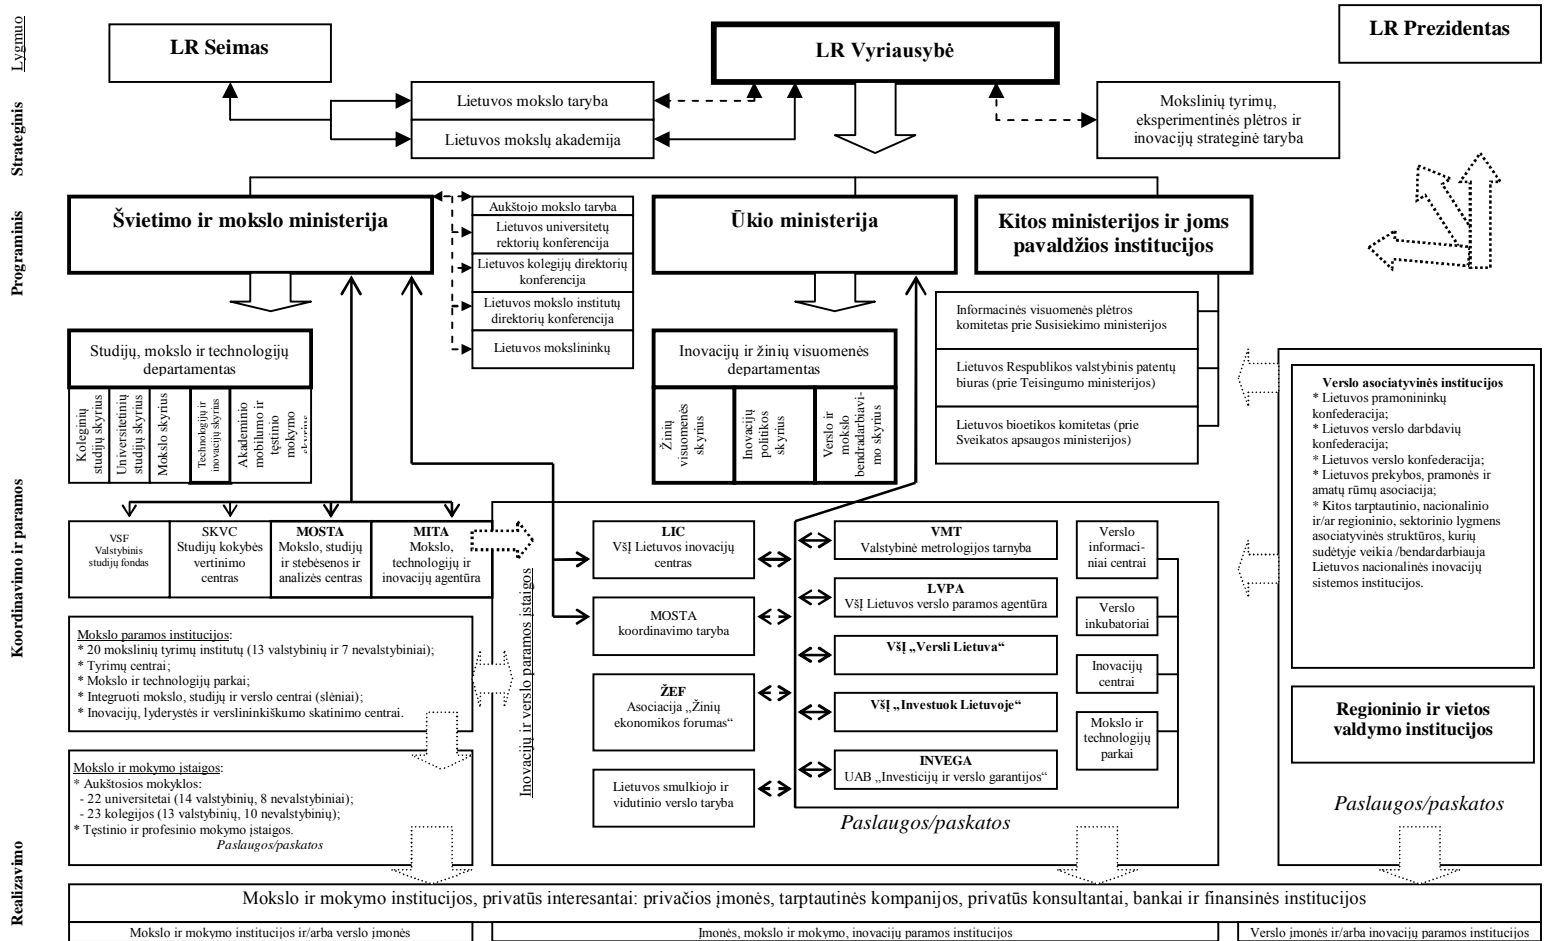 Lygmuo
LR Seimas
LR Vyriausybė
LR Prezidentas
Strateginis
Lietuvos mokslo taryba
Lietuvos mokslų akademija
Mokslinių tyrimų,
eksperimentinės plėtros ir
inovacijų strateginė taryba
Programinis
Švietimo ir mokslo ministerija
Aukštojo mokslo taryba
Lietuvos universitetų
rektorių konferencija
Lietuvos kolegijų direktorių
konferencija
Lietuvos mokslo institutų
direktorių konferencija
Lietuvos mokslininkų
Ūkio ministerija
Kitos ministerijos ir joms
pavaldžios institucijos
Informacinės visuomenės plėtros
komitetas prie Susisiekimo ministerijos
Lietuvos Respublikos valstybinis patentų
biuras (prie Teisingumo ministerijos)
Lietuvos bioetikos komitetas (prie
Sveikatos apsaugos ministerijos)
Studijų, mokslo ir technologijų
departamentas
Koleginių
studijų skyrius
Universitetinių
studijų skyrius
Mokslo skyrius
Technologijų ir
inovacijų skyrius
Akademinio
mobilumo ir
tęstinio
mokymo
skyrius
Inovacijų ir žinių visuomenės
departamentas
Žinių
visuomenės
skyrius
Inovacijų
politikos
skyrius
Verslo ir
mokslo
bendradarbiavi-
mo skyrius
Verslo asociatyvinės institucijos
* Lietuvos pramonininkų
konfederacija;
* Lietuvos verslo darbdavių
konfederacija;
* Lietuvos verslo konfederacija;
* Lietuvos prekybos, pramonės ir
amatų rūmų asociacija;
* Kitos tarptautinio, nacionalinio
ir/ar regioninio, sektorinio lygmens
asociatyvinės struktūros, kurių
sudėtyje veikia /bendardarbiauja
Lietuvos nacionalinės inovacijų
sistemos institucijos.
Regioninio ir vietos
valdymo institucijos
Paslaugos/paskatos
Koordinavimo ir paramos
VSF
Valstybinis
studijų fondas
SKVC
Studijų kokybės
vertinimo
centras
MOSTA
Mokslo, studijų
ir stebėsenos ir
analizės centras
MITA
Mokslo,
technologijų ir
inovacijų agentūra
Mokslo paramos institucijos:
* 20 mokslinių tyrimų institutų (13 valstybinių ir 7 nevalstybiniai);
* Tyrimų centrai;
* Mokslo ir technologijų parkai;
* Integruoti mokslo, studijų ir verslo centrai (slėniai);
* Inovacijų, lyderystės ir verslininkiškumo skatinimo centrai.
Mokslo ir mokymo įstaigos:
* Aukštosios mokyklos:
- 22 universitetai (14 valstybinių, 8 nevalstybiniai);
- 23 kolegijos (13 valstybinių, 10 nevalstybinių);
* Tęstinio ir profesinio mokymo įstaigos.
Paslaugos/paskatos
Inovacijų ir verslo paramos įstaigos
LIC
VšĮ Lietuvos inovacijų
centras
MOSTA
koordinavimo taryba
ŽEF
Asociacija „Žinių
ekonomikos forumas“
Lietuvos smulkiojo ir
vidutinio verslo taryba
VMT
Valstybinė metrologijos tarnyba
LVPA
VšĮ Lietuvos verslo paramos agentūra
VšĮ „Versli Lietuva“
VšĮ „Investuok Lietuvoje“
INVEGA
UAB „Investicijų ir verslo garantijos“
Verslo
informaci-
niai centrai
Verslo
inkubatoriai
Inovacijų
centrai
Mokslo ir
technologijų
parkai
Paslaugos/paskatos
Realizavimo
Mokslo ir mokymo institucijos, privatūs interesantai: privačios įmonės, tarptautinės kompanijos, privatūs konsultantai, bankai ir finansinės institucijos
Mokslo ir mokymo institucijos ir/arba verslo įmonės
Įmonės, mokslo ir mokymo, inovacijų paramos institucijos
Verslo įmonės ir/arba inovacijų paramos institucijos